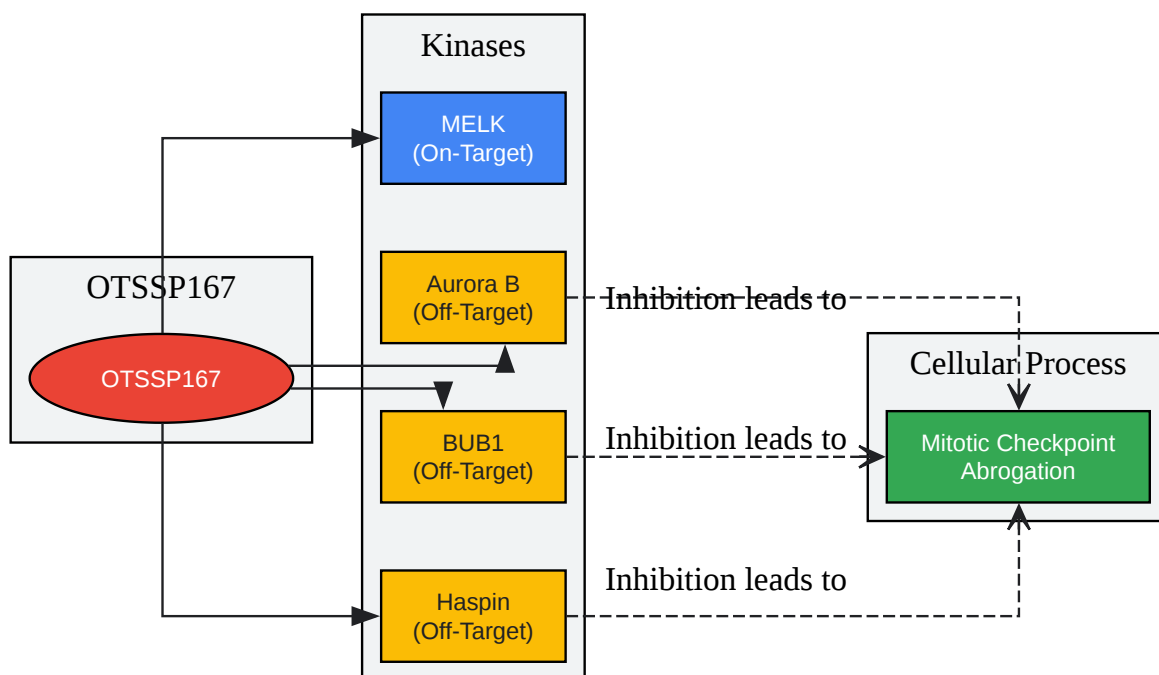 Kinases
MELK
(On-Target)
OTSSP167
OTSSP167
Aurora B
(Off-Target)
Inhibition leads to
BUB1
(Off-Target)
Inhibition leads to
Haspin
(Off-Target)
Inhibition leads to
Cellular Process
Mitotic Checkpoint
Abrogation